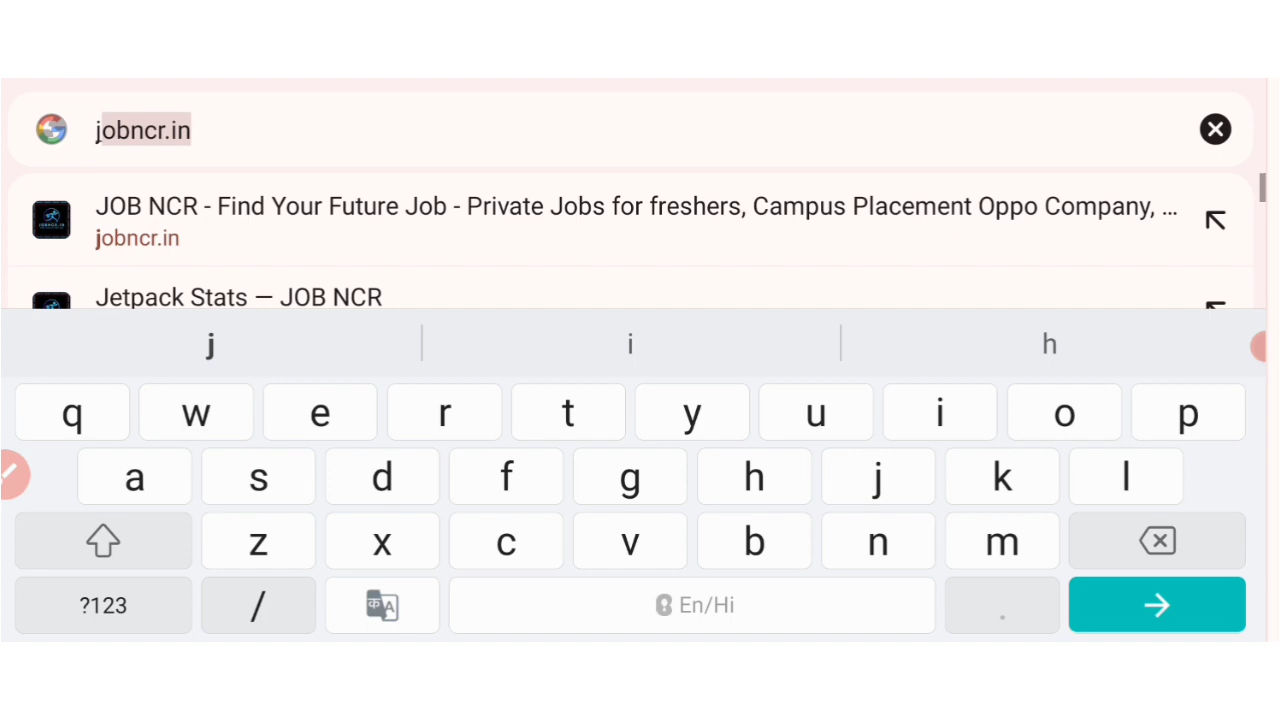 jobncr.in
JOB NCR - Find Your Future Job - Private Jobs for freshers, Campus Placement Oppo Company, ...
jobncr.in
Jetpack Stats — JOB NCR
j i h
q w e r t y u i o p
a s d f g h j k l
z x c v b n m
?123 / En/Hi .